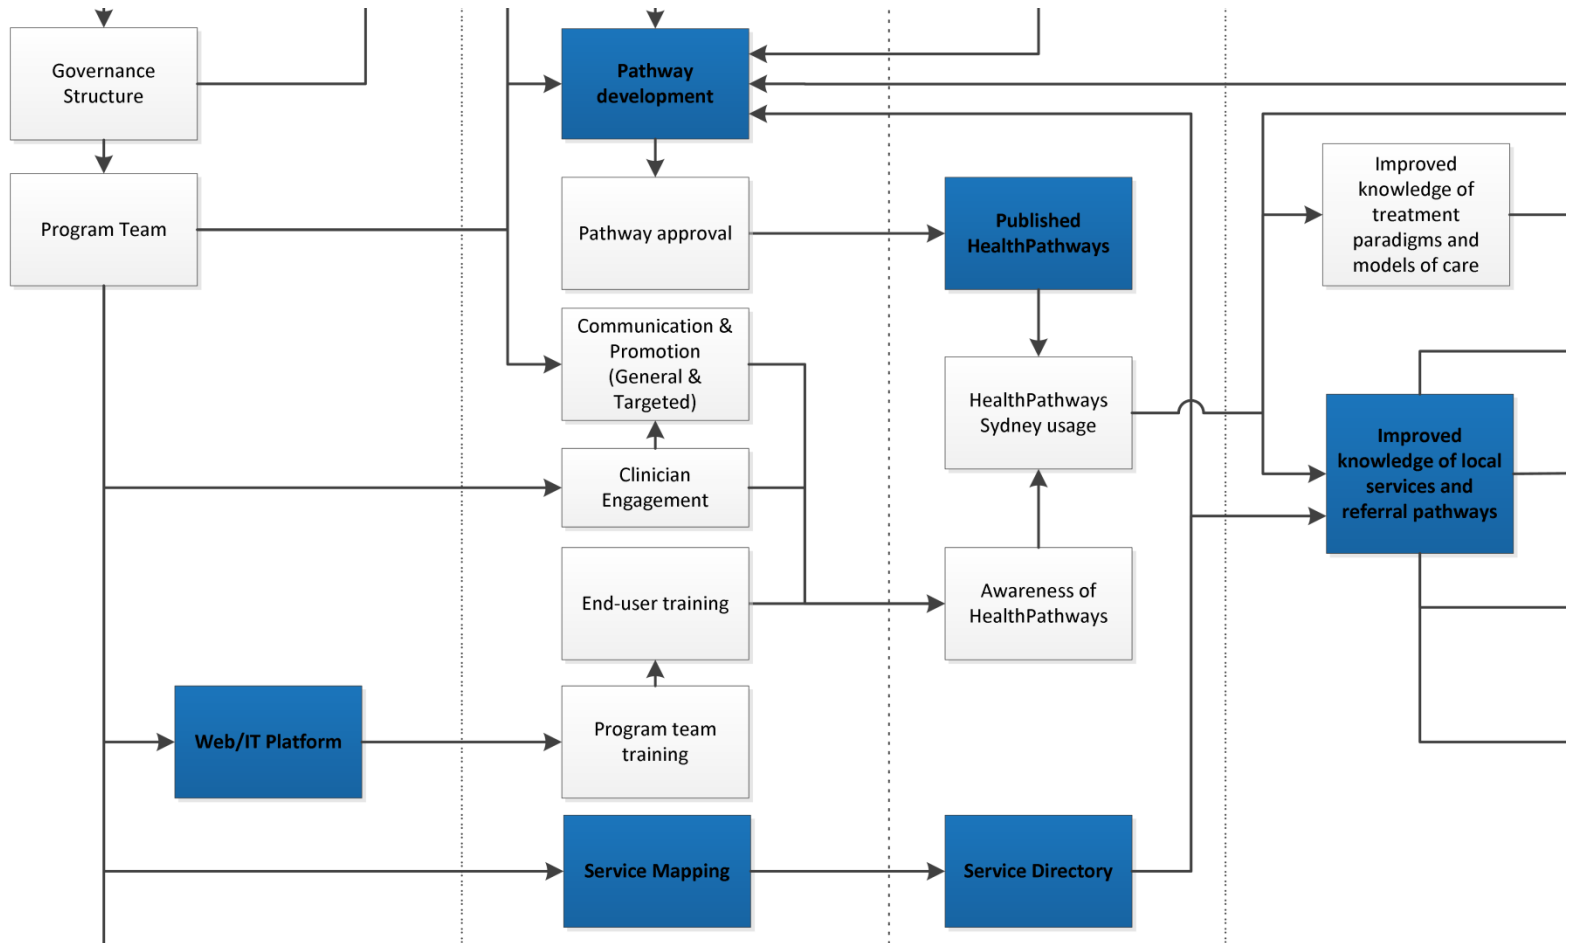 Governance
Structure
Program Team
Web/IT Platform
Pathway
development
Pathway approval
Communication &
Promotion
(General &
Targeted)
Clinician
Engagement
End-user training
Program team
training
Service Mapping
Published
HealthPathways
HealthPathways
Sydney usage
Awareness of
HealthPathways
Service Directory
Improved
knowledge of
treatment
paradigms and
models of care
Improved
knowledge of local
services and
referral pathways